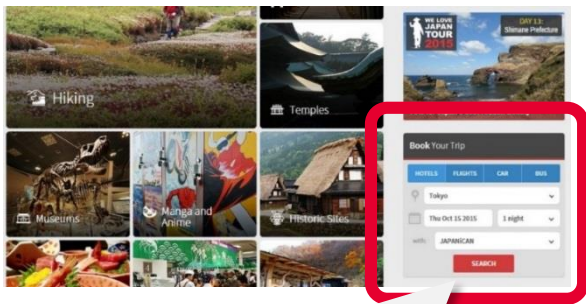 WE LOVE
JAPAN
TOUR
2015
DAY 13:
Shimane Prefecture
Hiking
Temples
Museums
Manga and
Anime
Historic Sites
Book Your Trip
HOTELS FLIGHTS CAR BUS
Tokyo
Thu Oct 15 2015 1 night
with: JAPANiCAN
SEARCH